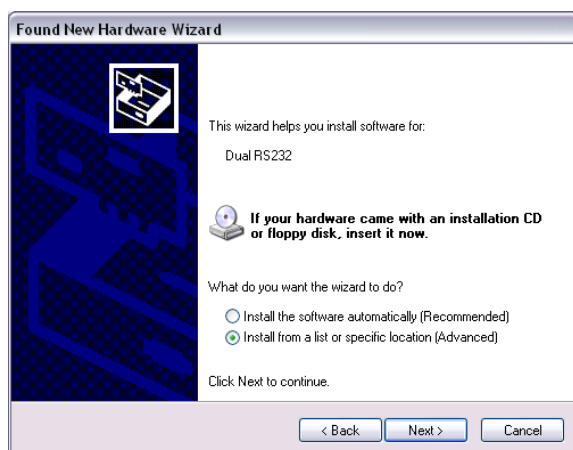 Found New Hardware Wizard
This wizard helps you install software for:
Dual RS232
If your hardware came with an installation CD
or floppy disk, insert it now.
What do you want the wizard to do?
Install the software automatically (Recommended)
Install from a list or specific location (Advanced)
Click Next to continue.
< Back
Next >
Cancel